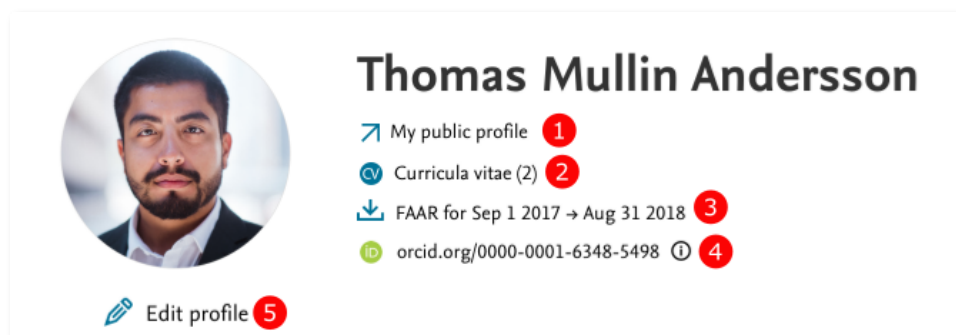 Thomas Mullin Andersson
My public profile 1
CV Curricula vitae (2) 2
FAAR for Sep 1 2017 → Aug 31 2018 3
iD orcid.org/0000-0001-6348-5498 i 4
Edit profile 5